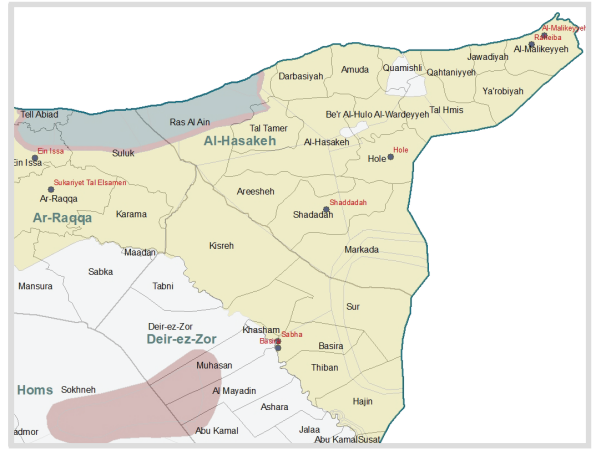 Al-Malikeyyeh
Rafieiba
Al-Malikeyyeh
Jawadiyah
Quamishli
Amuda
Qahtaniyyeh
Darbasiyah
Ya'robiyah
Tal Hmis
Be'r Al-Hulo Al-Wardeyyeh
Tell Abiad
Ras Al Ain
Tal Tamer
Al-Hasakeh
Al-Hasakeh
Ein Issa
Suluk
Hole
Hole
Ein Issa
Sukariyet Tal Elsamen
Areesheh
Ar-Raqqa
Shaddadah
Karama
Shadadah
Ar-Raqqa
Kisreh
Markada
Maadan
Sabka
Mansura
Tabni
Sur
Deir-ez-Zor
Khasham
Sabha
Deir-ez-Zor
Basira
Muhasan
Thiban
Homs
Sokhneh
Al Mayadin
Hajin
Ashara
Abu Kamal
Jalaa
admor
Abu Kamal
Susat